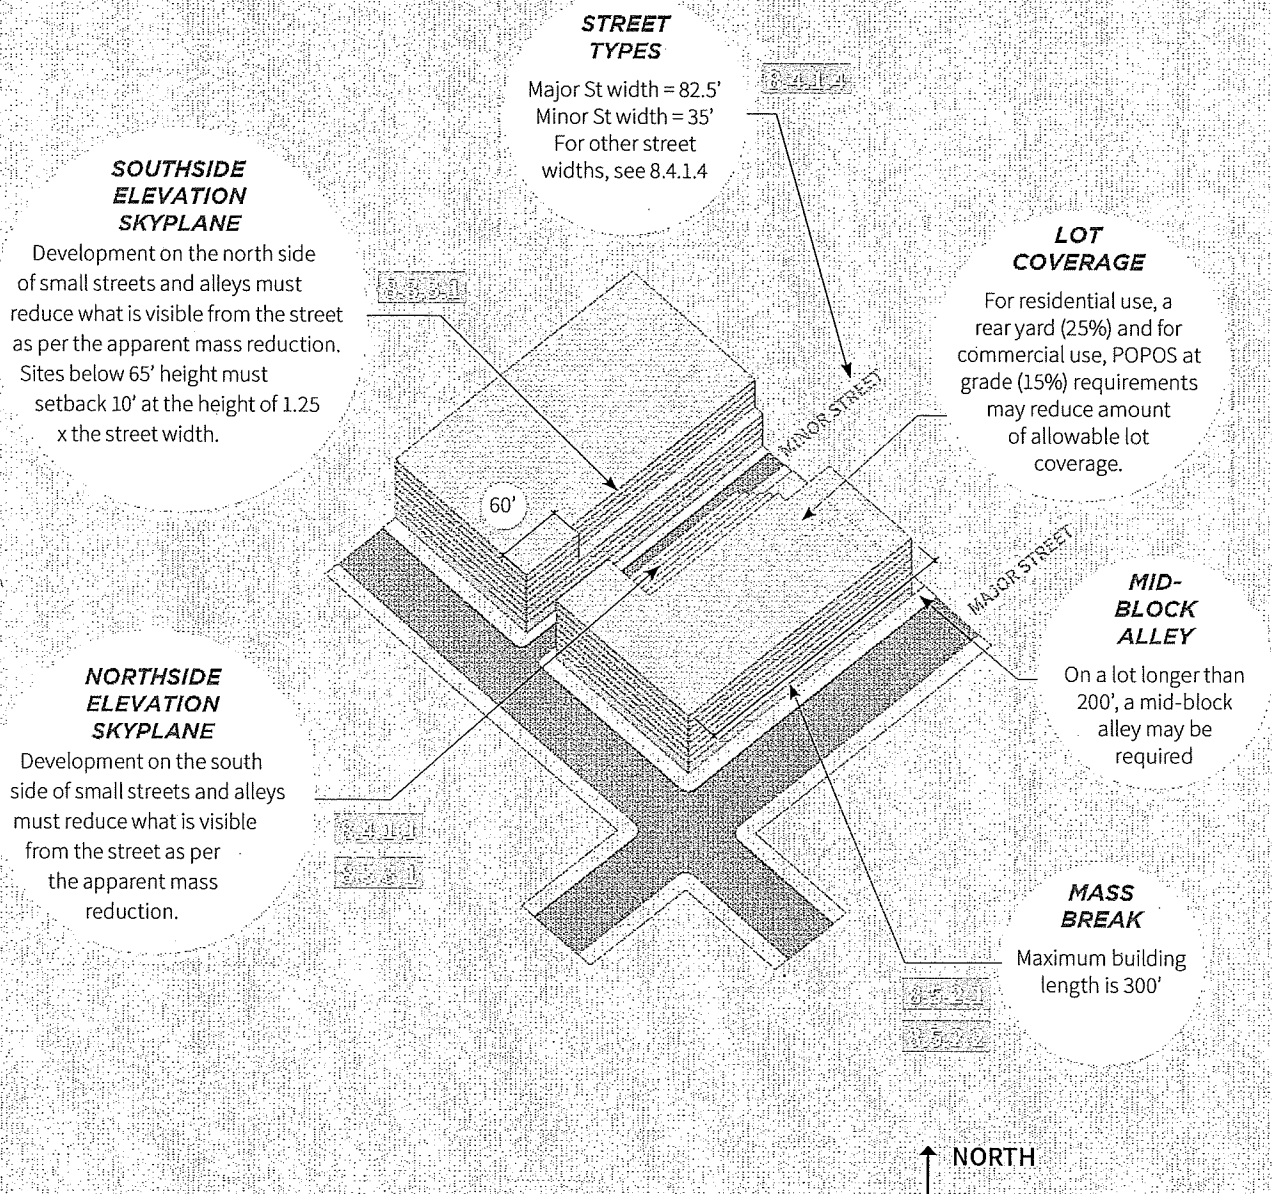 STREET
TYPES
Major St width = 82.5'
Minor St width = 35'
For other street
widths, see 8.4.1.4
8.4.1.4
SOUTHSIDE
ELEVATION
SKYPLANE
Development on the north side
of small streets and alleys must
reduce what is visible from the street
as per the apparent mass reduction.
Sites below 65' height must
setback 10' at the height of 1.25
x the street width.
LOT
COVERAGE
For residential use, a
rear yard (25%) and for
commercial use, POPOS at
grade (15%) requirements
may reduce amount
of allowable lot
coverage.
MINOR STREET
60'
MAJOR STREET
MID-
BLOCK
ALLEY
On a lot longer than
200', a mid-block
alley may be
required
NORTHSIDE
ELEVATION
SKYPLANE
Development on the south
side of small streets and alleys
must reduce what is visible
from the street as per
the apparent mass
reduction.
MASS
BREAK
Maximum building
length is 300'
NORTH